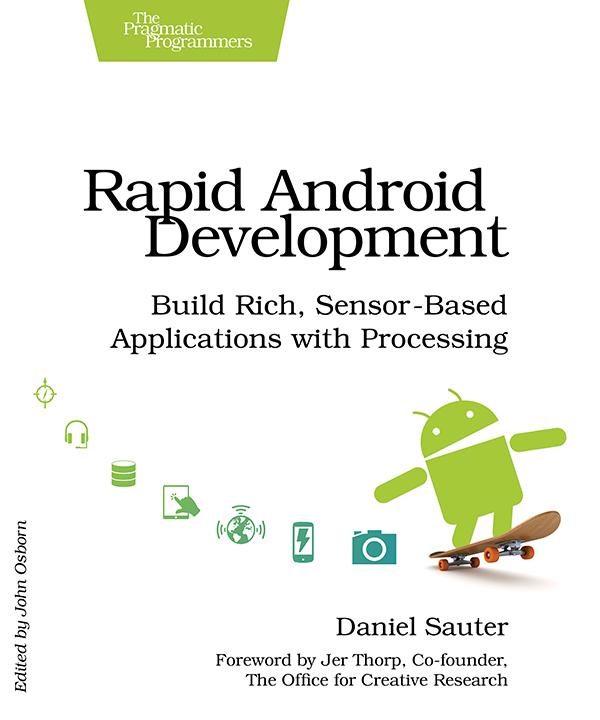 The
Pragmatic
Programmers
Rapid Android
Development
Build Rich, Sensor-Based
Applications with Processing
Edited by John Osborn
Daniel Sauter
Foreword by Jer Thorp, Co-founder,
The Office for Creative Research